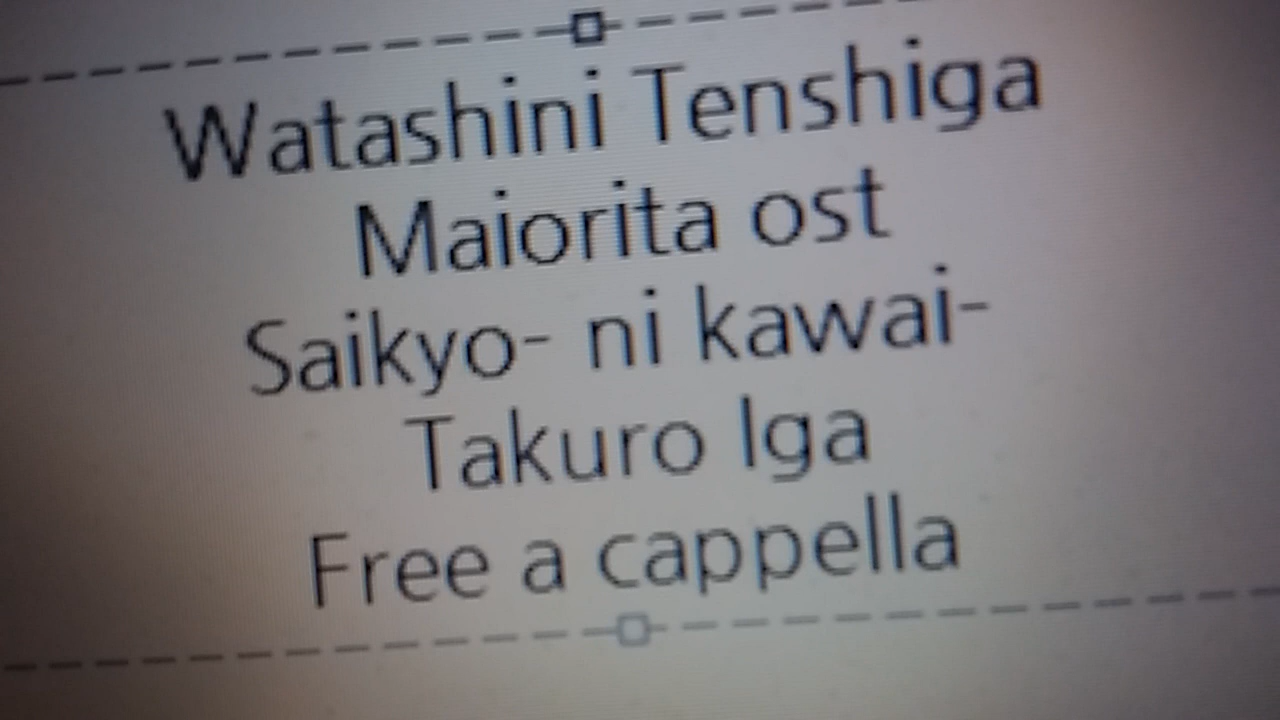 Watashini Tenshiga
Maiorita ost
Saikyo- ni kawai-
Takuro Iga
Free a cappella